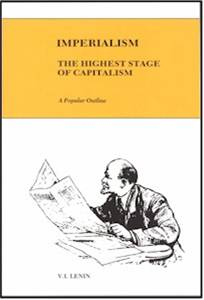 IMPERIALISM
THE HIGHEST STAGE
OF CAPITALISM
A Popular Outline
V.I. LENIN